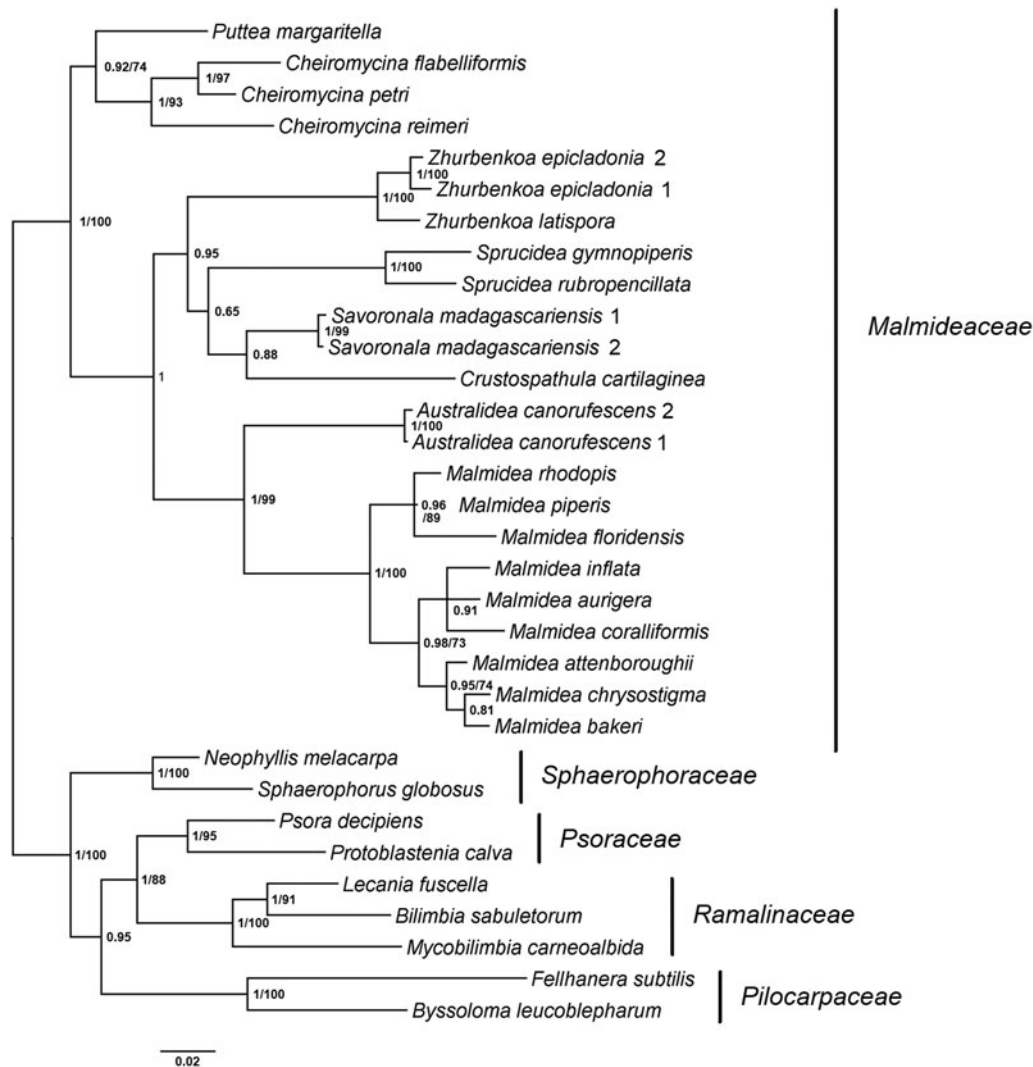 Puttea margaritella
0.92/74
Cheiromycina flabelliformis
1/97
Cheiromycina petri
1/93
Cheiromycina reimeri
1/100
Zhurbenkoa epicladonia 2
1/100
Zhurbenkoa epicladonia 1
1/100
Zhurbenkoa latispora
0.95
Sprucidea gymnopiperis
1/100
Sprucidea rubropencillata
0.65
Savoronala madagascariensis 1
1/99
Savoronala madagascariensis 2
0.88
Crustospathula cartilaginea
1
Australidea canorufescens 2
1/100
Australidea canorufescens 1
1/99
Malmidea rhodopis
0.96
/89
Malmidea piperis
Malmidea floridensis
1/100
Malmidea inflata
Malmidea aurigera
0.91
Malmidea coralliformis
0.98/73
Malmidea attenboroughii
0.95/74
Malmidea chrysostigma
0.81
Malmidea bakeri
Malmideaceae
Neophyllis melacarpa
1/100
Sphaerophorus globosus
Sphaerophoraceae
1/100
Psora decipiens
1/95
Protoblastenia calva
Psoraceae
1/88
Lecania fuscella
1/91
Bilimbia sabuletorum
1/100
Mycobilimbia carneoalbida
Ramalinaceae
0.95
Fellhanera subtilis
1/100
Byssoloma leucoblepharum
Pilocarpaceae
0.02